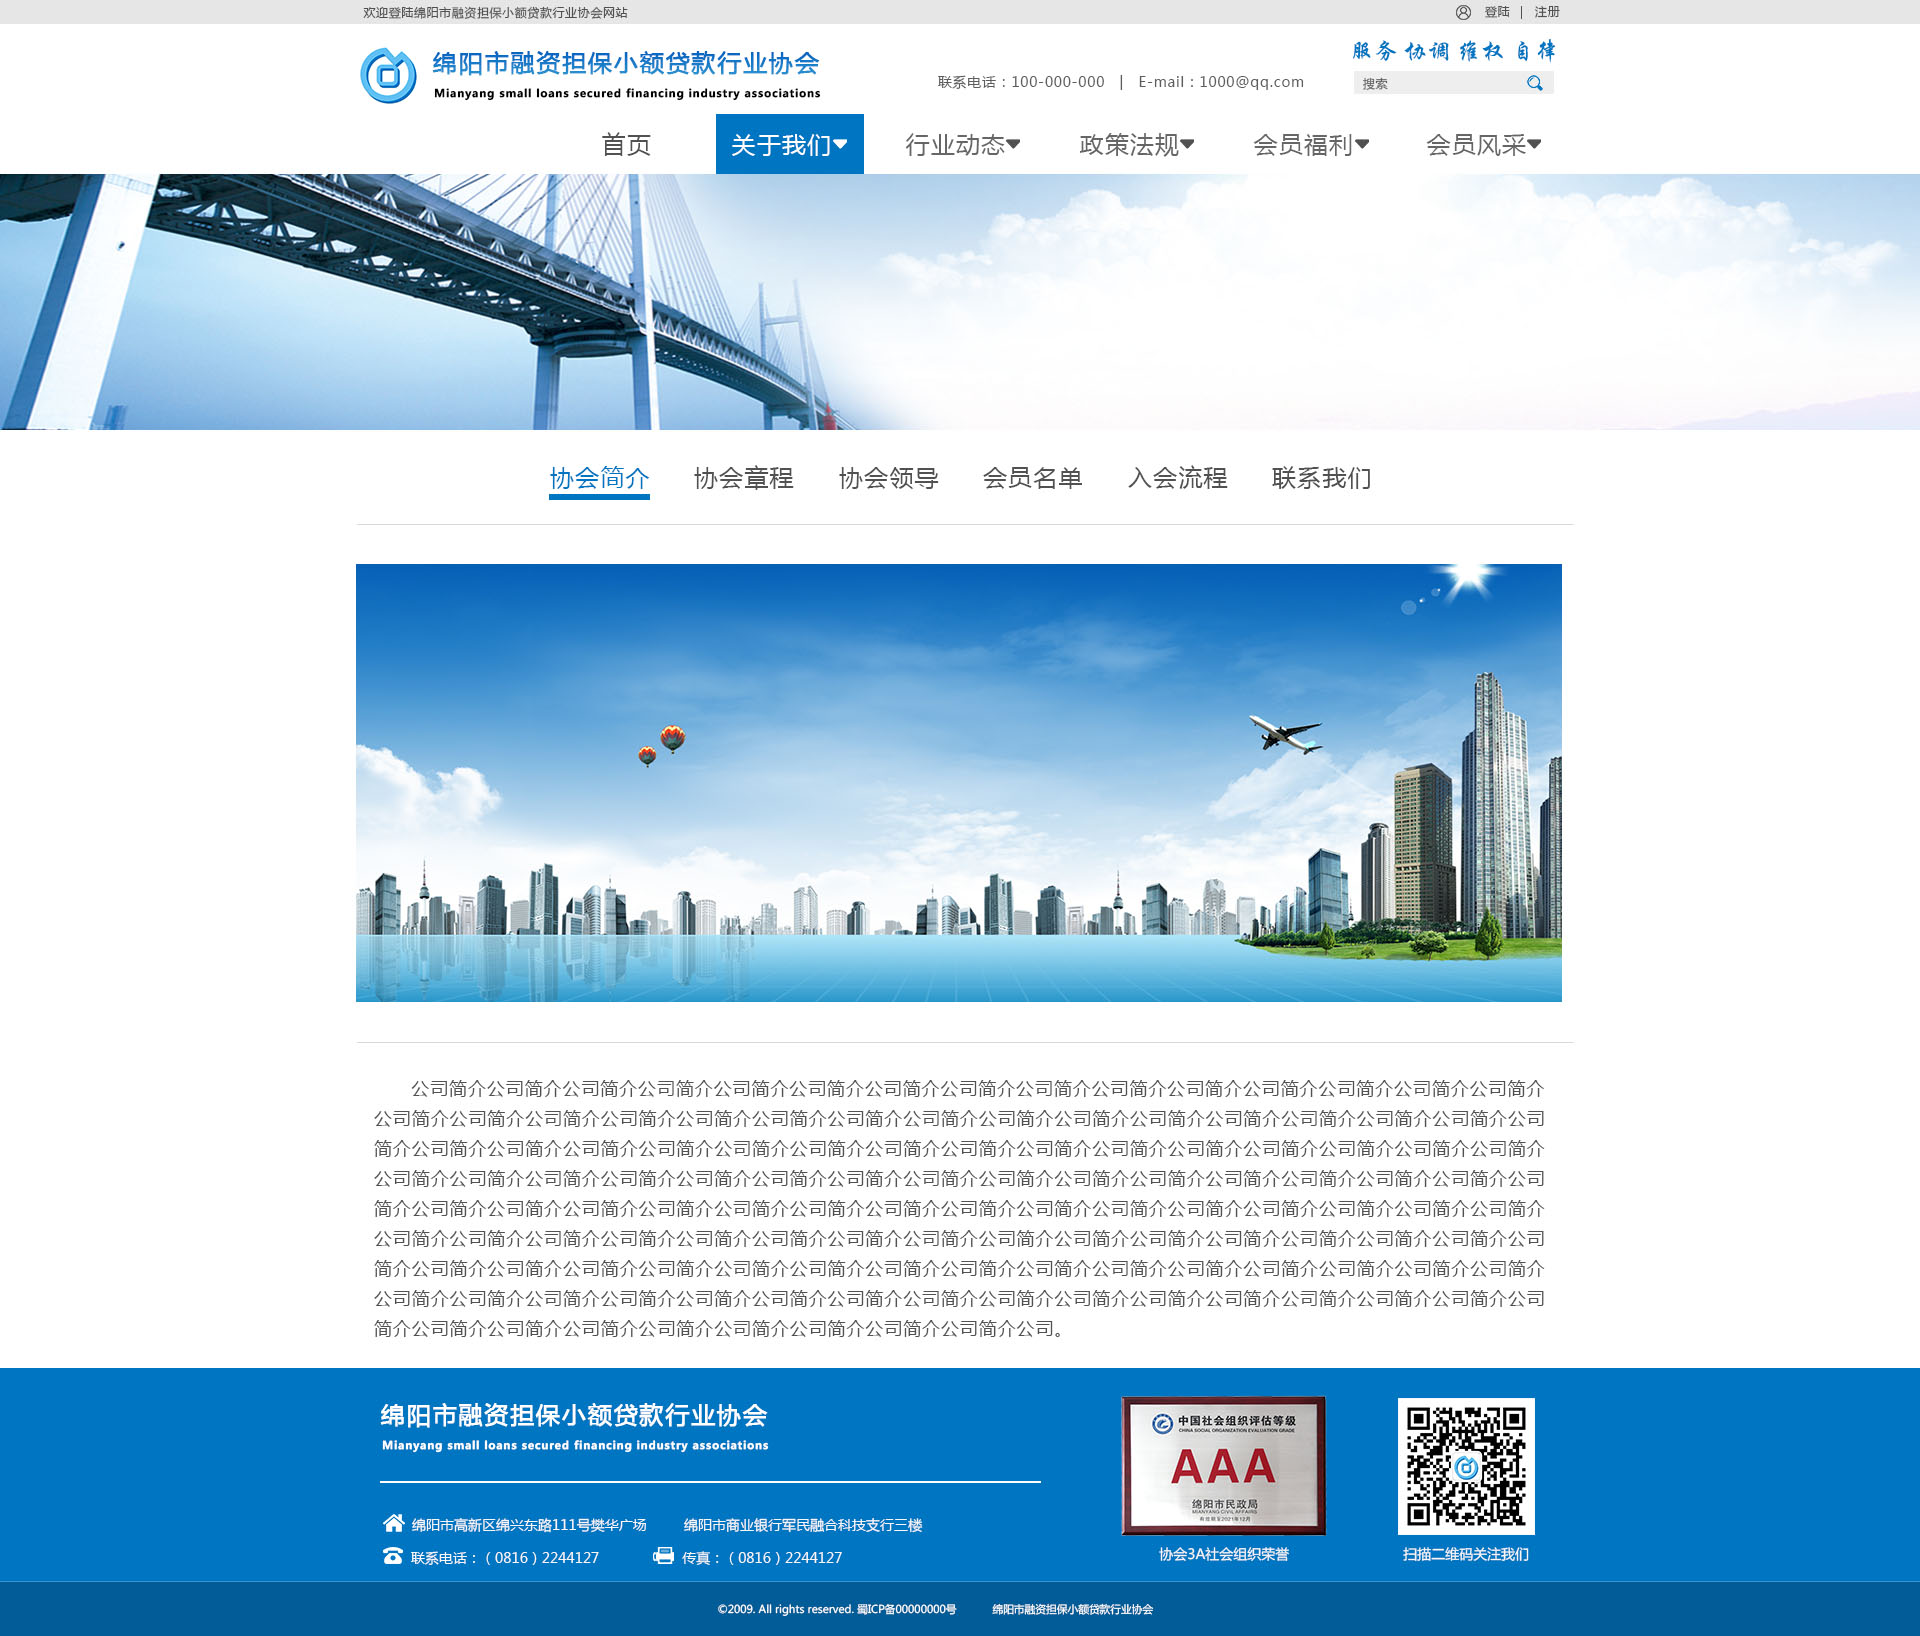 欢迎登陆绵阳市融资担保小额贷款行业协会网站
登陆 | 注册
绵阳市融资担保小额贷款行业协会
Mianyang small loans secured financing industry associations
联系电话：100-000-000 | E-mail：1000@qq.com
服务 协调 维权 自律
搜索
首页 关于我们 行业动态 政策法规 会员福利 会员风采
协会简介 协会章程 协会领导 会员名单 入会流程 联系我们
公司简介公司简介公司简介公司简介公司简介公司简介公司简介公司简介公司简介公司简介公司简介公司简介公司简介公司简介公司简介
公司简介公司简介公司简介公司简介公司简介公司简介公司简介公司简介公司简介公司简介公司简介公司简介公司简介公司简介公司简介公司
简介公司简介公司简介公司简介公司简介公司简介公司简介公司简介公司简介公司简介公司简介公司简介公司简介公司简介公司简介公司简介
公司简介公司简介公司简介公司简介公司简介公司简介公司简介公司简介公司简介公司简介公司简介公司简介公司简介公司简介公司简介公司
简介公司简介公司简介公司简介公司简介公司简介公司简介公司简介公司简介公司简介公司简介公司简介公司简介公司简介公司简介公司简介
公司简介公司简介公司简介公司简介公司简介公司简介公司简介公司简介公司简介公司简介公司简介公司简介公司简介公司简介公司简介公司
简介公司简介公司简介公司简介公司简介公司简介公司简介公司简介公司简介公司简介公司简介公司简介公司简介公司简介公司简介公司简介
公司简介公司简介公司简介公司简介公司简介公司简介公司简介公司简介公司简介公司简介公司简介公司简介公司简介公司简介公司简介公司
简介公司简介公司简介公司简介公司简介公司简介公司简介公司简介公司简介公司。
绵阳市融资担保小额贷款行业协会
Mianyang small loans secured financing industry associations
绵阳市高新区绵兴东路111号樊华广场 绵阳市商业银行军民融合科技支行三楼
联系电话：（0816）2244127 传真：（0816）2244127
中国社会组织评估等级
CHINA SOCIAL ORGANIZATION EVALUATION GRADE
AAA
绵阳市民政局
MIANYANG CIVIL AFFAIRS
有效期至2021年12月
协会3A社会组织荣誉
扫描二维码关注我们
©2009. All rights reserved. 蜀ICP备00000000号 绵阳市融资担保小额贷款行业协会